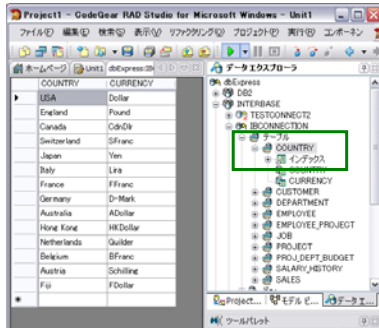 Project1 - CodeGear RAD Studio for Microsoft Windows - Unit1
ファイル(F) 編集(E) 検索(S) 表示(V) リファクタリング(Q) プロジェクト(P) 実行(R) コンポーネン
ホームページ Unit1 dbExpress:IB
COUNTRY CURRENCY
USA Dollar
England Pound
Canada CdnDlr
Switzerland SFranc
Japan Yen
Italy Lira
France FFranc
Germany D-Mark
Australia ADollar
Hong Kong HKDollar
Netherlands Guilder
Belgium BFranc
Austria Schilling
Fiji FDollar
データ エクスプローラ
dbExpress
DB2
INTERBASE
TESTCONNECT2
IBCONNECTION
テーブル
COUNTRY
インデックス
COUNTRY
CURRENCY
CUSTOMER
DEPARTMENT
EMPLOYEE
EMPLOYEE_PROJECT
JOB
PROJECT
PROJ_DEPT_BUDGET
SALARY_HISTORY
SALES
Project... モデル ビ... データ エ...
ツールパレット